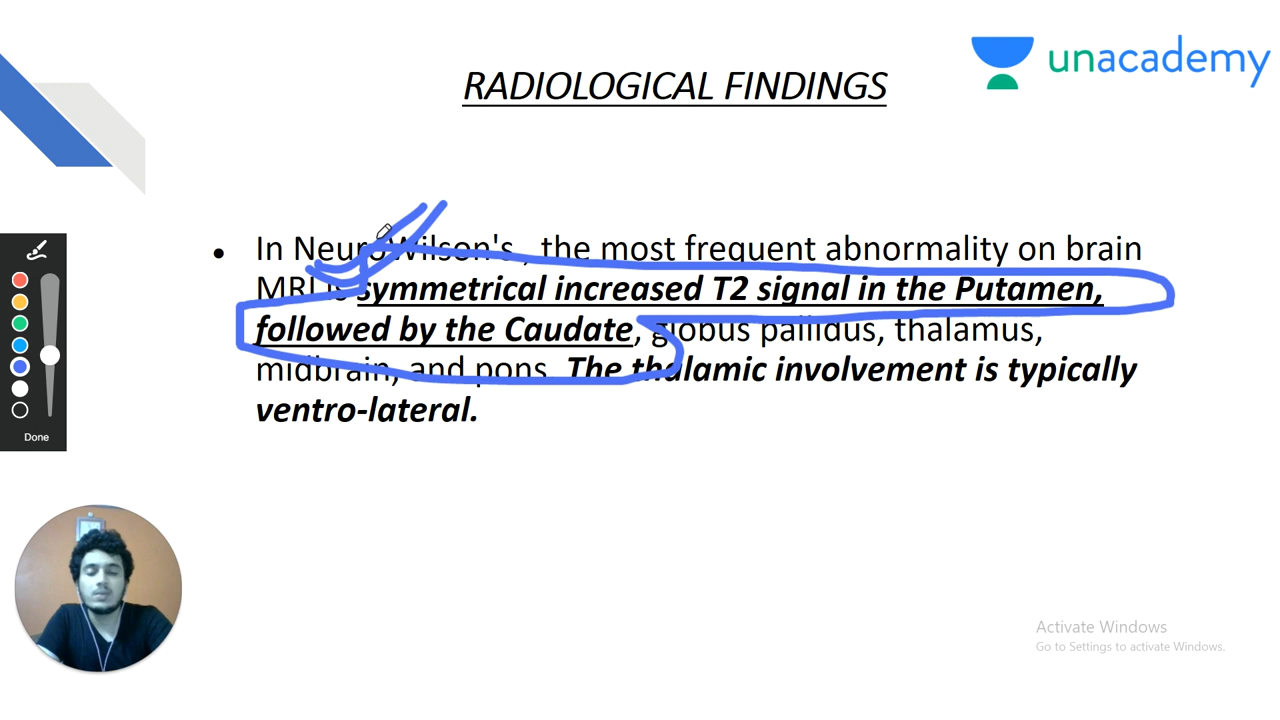 unacademy
RADIOLOGICAL FINDINGS
• In NeuroWilson's , the most frequent abnormality on brain
MRI is symmetrical increased T2 signal in the Putamen,
followed by the Caudate, globus pallidus, thalamus,
midbrain, and pons. The thalamic involvement is typically
ventro-lateral.
Done
Activate Windows
Go to Settings to activate Windows.